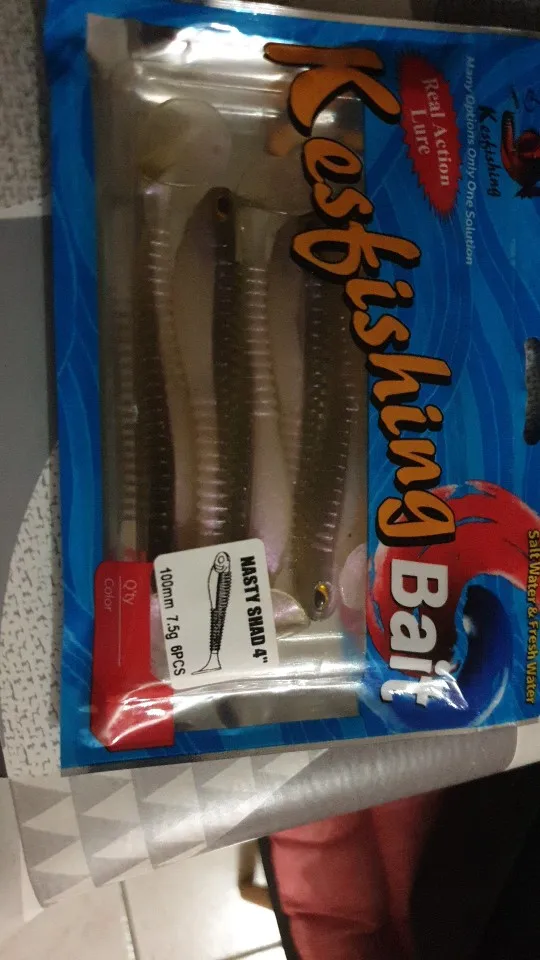 Kesfishing
Many Options Only One Solution
Real Action
Lure
Kesfishing
Bait
Salt Water & Fresh Water
NASTY SHAD 4"
100mm 7.5g 6PCS
Q'ty
Color